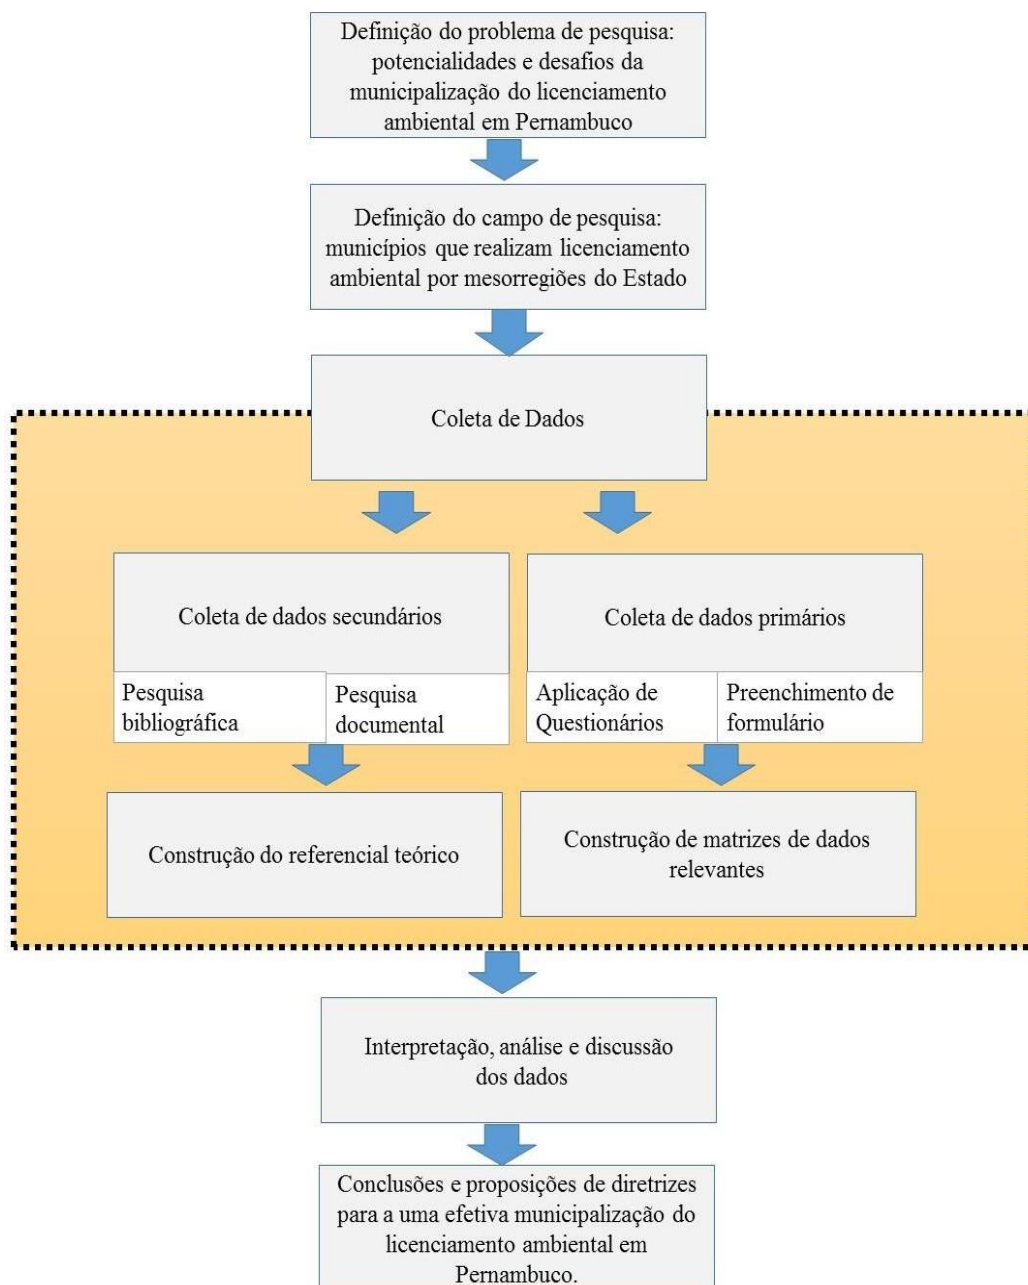 Definição do problema de pesquisa:
potencialidades e desafios da
municipalização do licenciamento
ambiental em Pernambuco
Definição do campo de pesquisa:
municípios que realizam licenciamento
ambiental por mesorregiões do Estado
Coleta de Dados
Coleta de dados secundários
Pesquisa
bibliográfica
Pesquisa
documental
Coleta de dados primários
Aplicação de
Questionários
Preenchimento de
formulário
Construção do referencial teórico
Construção de matrizes de dados
relevantes
Interpretação, análise e discussão
dos dados
Conclusões e proposições de diretrizes
para a uma efetiva municipalização do
licenciamento ambiental em
Pernambuco.